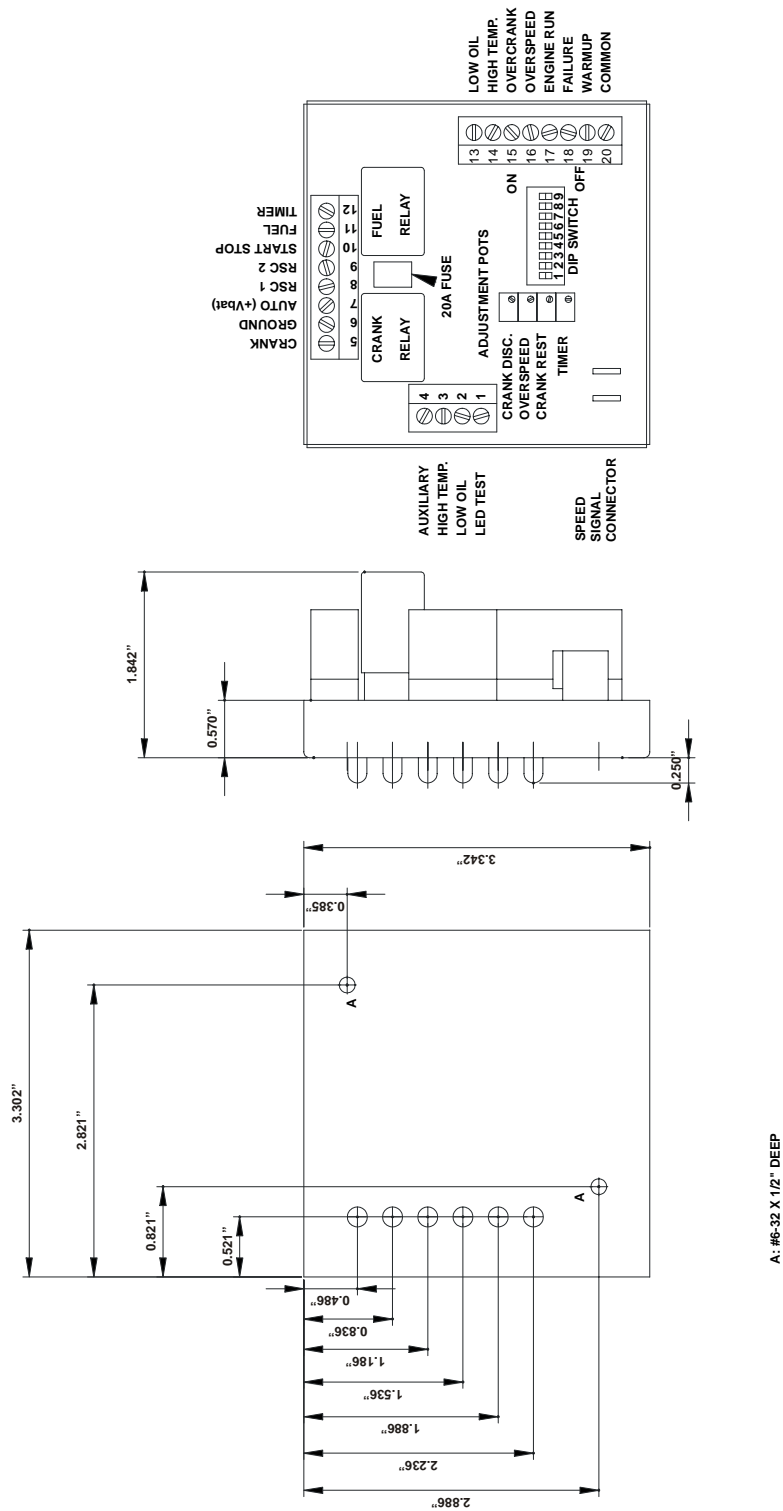 LOW OIL
HIGH TEMP.
OVERCRANK
OVERSPEED
ENGINE RUN
FAILURE
WARMUP
COMMON
13
14
15
16
17
18
19
20
ON
OFF
TIMER
FUEL
START STOP
RSC 2
RSC 1
AUTO (+Vbat)
GROUND
CRANK
12
11
10
9
8
7
6
5
FUEL
RELAY
CRANK
RELAY
20A FUSE
ADJUSTMENT POTS
1 2 3 4 5 6 7 8 9
DIP SWITCH
CRANK DISC.
OVERSPEED
CRANK REST
TIMER
4
3
2
1
AUXILIARY
HIGH TEMP.
LOW OIL
LED TEST
SPEED
SIGNAL
CONNECTOR
1.842”
0.570”
0.250”
3.342”
0.385”
3.302”
2.821”
0.821”
0.521”
A
A
0.486”
0.836”
1.186”
1.536”
1.886”
2.236”
2.886”
A: #6-32 X 1/2" DEEP